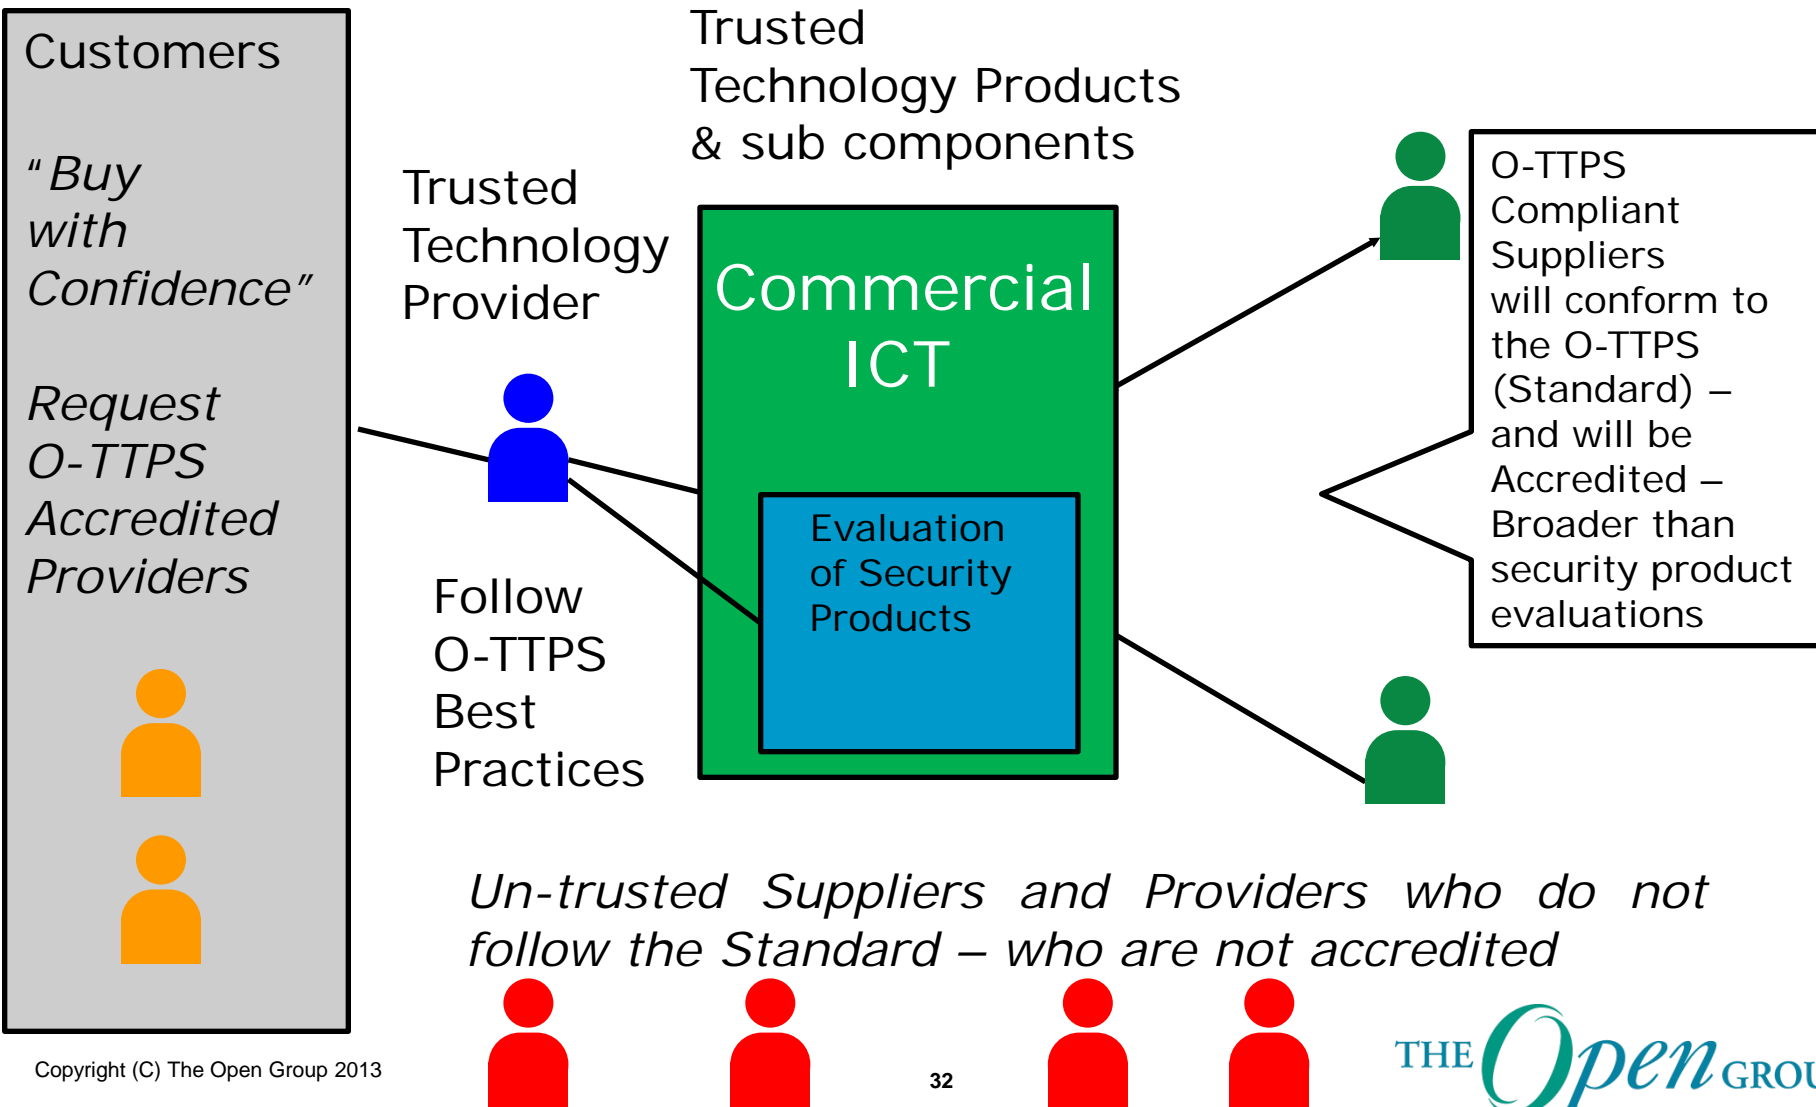 Customers
“Buy
with
Confidence”
Request
O-TTPS
Accredited
Providers
Trusted
Technology
Provider
Follow
O-TTPS
Best
Practices
Trusted
Technology Products
& sub components
Commercial
ICT
Evaluation
of Security
Products
O-TTPS
Compliant
Suppliers
will conform to
the O-TTPS
(Standard) –
and will be
Accredited –
Broader than
security product
evaluations
Un-trusted Suppliers and Providers who do not
follow the Standard – who are not accredited
Copyright (C) The Open Group 2013
32
THE Open GROU